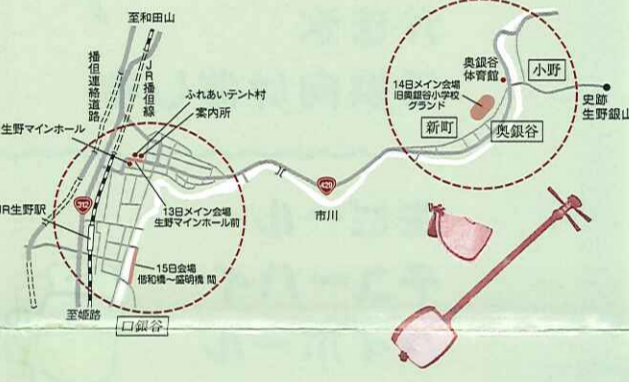 至和田山
播但連絡道路
JR播但線
ふれあいテント村
案内所
生野マインホール
312
JR生野駅
13日メイン会場
生野マインホール前
15日会場
偕和橋〜盛明橋 間
至姫路
口銀谷
429
市川
奥銀谷
体育館
小野
14日メイン会場
旧奥銀谷小学校
グランド
新町
奥銀谷
史跡
生野銀山